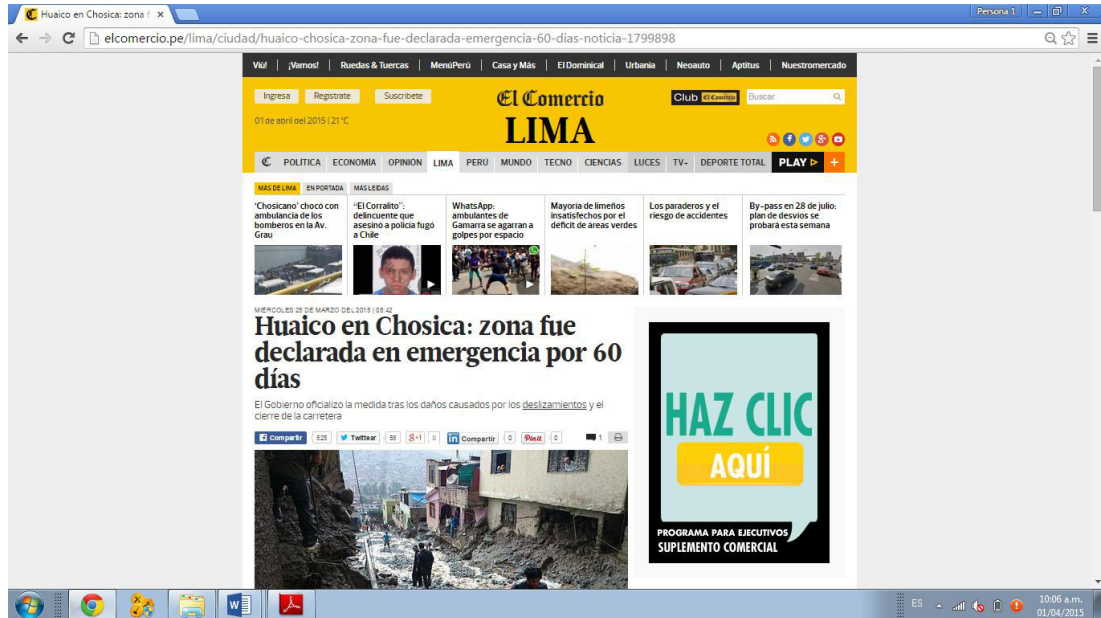 Huaico en Chosica: zona f
Persona 1
elcomercio.pe/lima/ciudad/huaico-chosica-zona-fue-declarada-emergencia-60-dias-noticia-1799898
Viú! | ¡Vamos! | Ruedas & Tuercas | MenúPerú | Casa y Más | El Dominical | Urbania | Neoauto | Aptitus | Nuestromercado
Ingresa Registrate Suscríbete
El Comercio
Club El Comercio
Buscar
01 de abril del 2015 | 21°C
LIMA
POLÍTICA ECONOMÍA OPINIÓN LIMA PERÚ MUNDO TECNO CIENCIAS LUCES TV+ DEPORTE TOTAL PLAY +
MÁS DE LIMA EN PORTADA MÁS LEÍDAS
'Chosicano' chocó con
ambulancia de los
bomberos en la Av.
Grau
"El Corralito":
delincuente que
asesinó a policía fugó
a Chile
WhatsApp:
ambulantes de
Gamarra se agarran a
golpes por espacio
Mayoría de limeños
insatisfechos por el
déficit de áreas verdes
Los paraderos y el
riesgo de accidentes
By-pass en 28 de julio:
plan de desvíos se
probará esta semana
MIÉRCOLES 25 DE MARZO DEL 2015 | 08:42
Huaico en Chosica: zona fue
declarada en emergencia por 60
días
El Gobierno oficializó la medida tras los daños causados por los deslizamientos y el
cierre de la carretera
Compartir 525 Twittear 53 g+1 0 in Compartir 0 Pinit 0 1
HAZ CLIC
AQUÍ
PROGRAMA PARA EJECUTIVOS
SUPLEMENTO COMERCIAL
ES
10:06 a.m.
01/04/2015